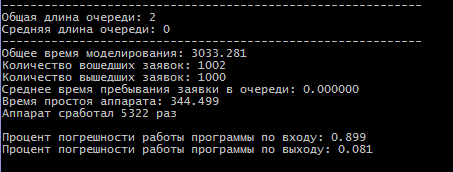 Общая длина очереди: 2
Средняя длина очереди: 0
Общее время моделирования: 3033.281
Количество вошедших заявок: 1002
Количество вышедших заявок: 1000
Среднее время пребывания заявки в очереди: 0.000000
Время простоя аппарата: 344.499
Аппарат сработал 5322 раз
Процент погрешности работы программы по входу: 0.899
Процент погрешности работы программы по выходу: 0.081